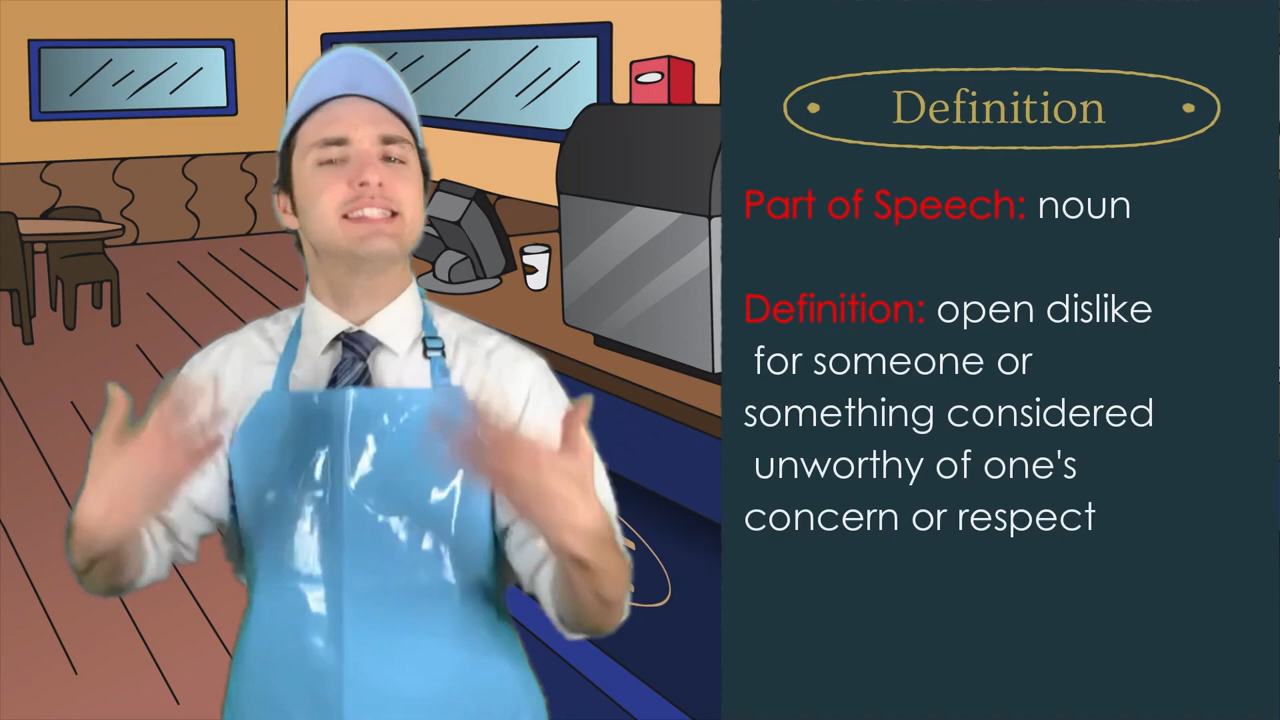 Definition
Part of Speech: noun
Definition: open dislike
for someone or
something considered
unworthy of one's
concern or respect